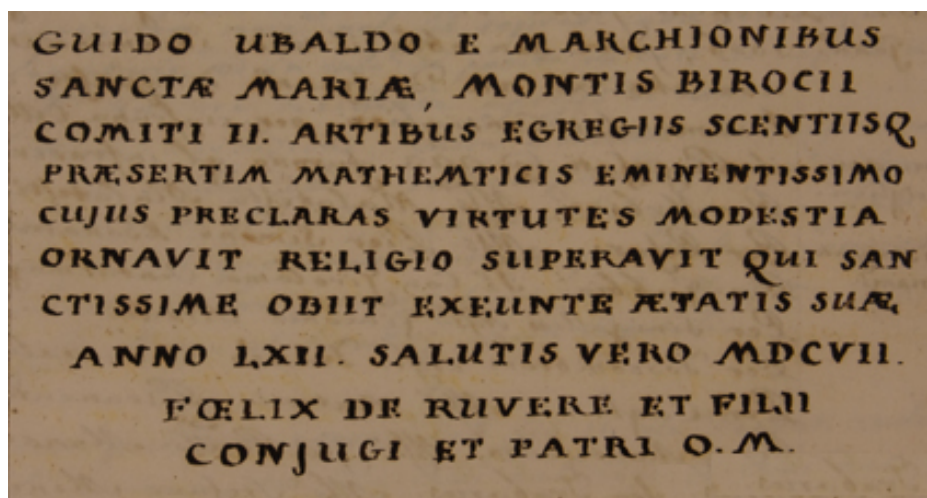 GUIDO UBALDO E MARCHIONIBUS
SANCTÆ MARIÆ, MONTIS BIROCII
COMITI II. ARTIBUS EGREGIIS SCENTIISQ
PRÆSERTIM MATHEMTICIS EMINENTISSIMO
CUJUS PRECLARAS VIRTUTES MODESTIA
ORNAVIT RELIGIO SUPERAVIT QUI SAN
CTISSIME OBIIT EXEUNTE ÆTATIS SUÆ
ANNO LXII. SALUTIS VERO MDCVII.
FŒLIX DE RUVERE ET FILII
CONJUGI ET PATRI O.M.